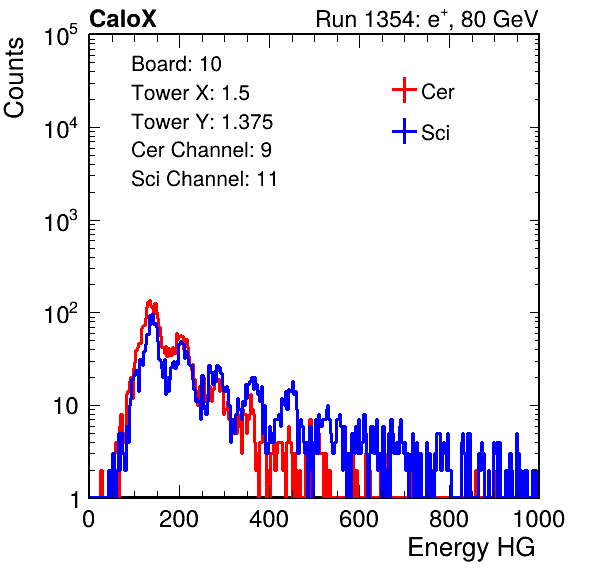 CaloX Run 1354: e⁺, 80 GeV
Counts
10⁵
10⁴
10³
10²
10
1
Board: 10
Tower X: 1.5
Tower Y: 1.375
Cer Channel: 9
Sci Channel: 11
Cer
Sci
0 200 400 600 800 1000
Energy HG